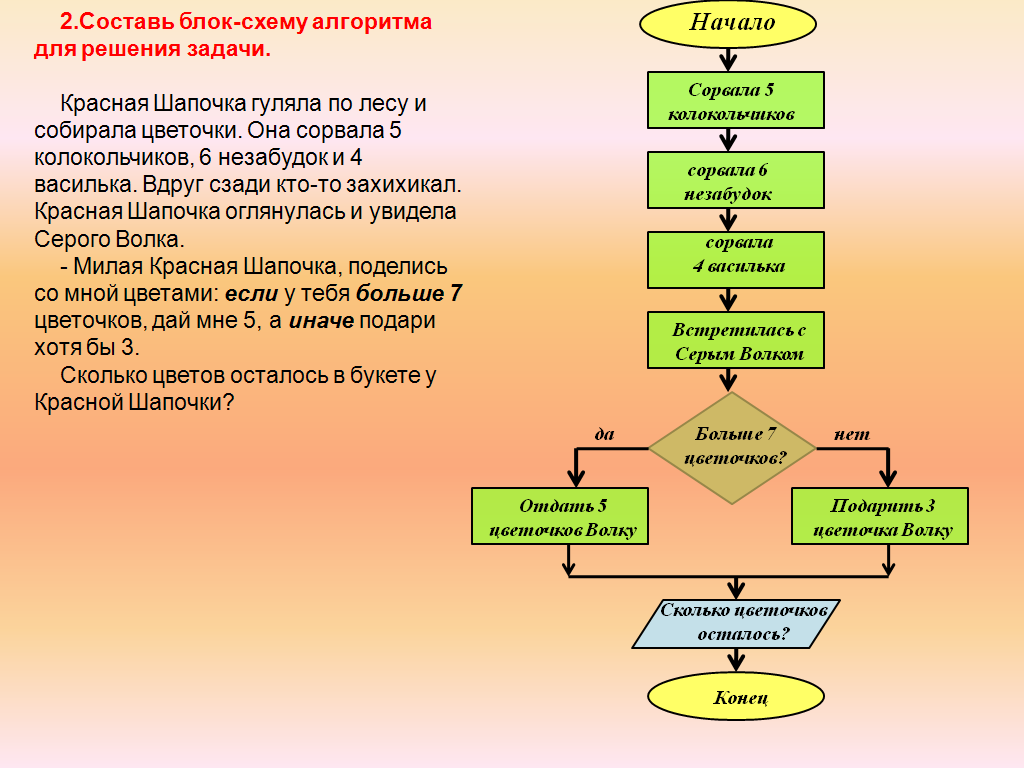 2.Составь блок-схему алгоритма
для решения задачи.
Красная Шапочка гуляла по лесу и
собирала цветочки. Она сорвала 5
колокольчиков, 6 незабудок и 4
василька. Вдруг сзади кто-то захихикал.
Красная Шапочка оглянулась и увидела
Серого Волка.
- Милая Красная Шапочка, поделись
со мной цветами: если у тебя больше 7
цветочков, дай мне 5, а иначе подари
хотя бы 3.
Сколько цветов осталось в букете у
Красной Шапочки?
Начало
Сорвала 5
колокольчиков
сорвала 6
незабудок
сорвала
4 василька
Встретилась с
Серым Волком
Больше 7
цветочков?
да
нет
Отдать 5
цветочков Волку
Подарить 3
цветочка Волку
Сколько цветочков
осталось?
Конец